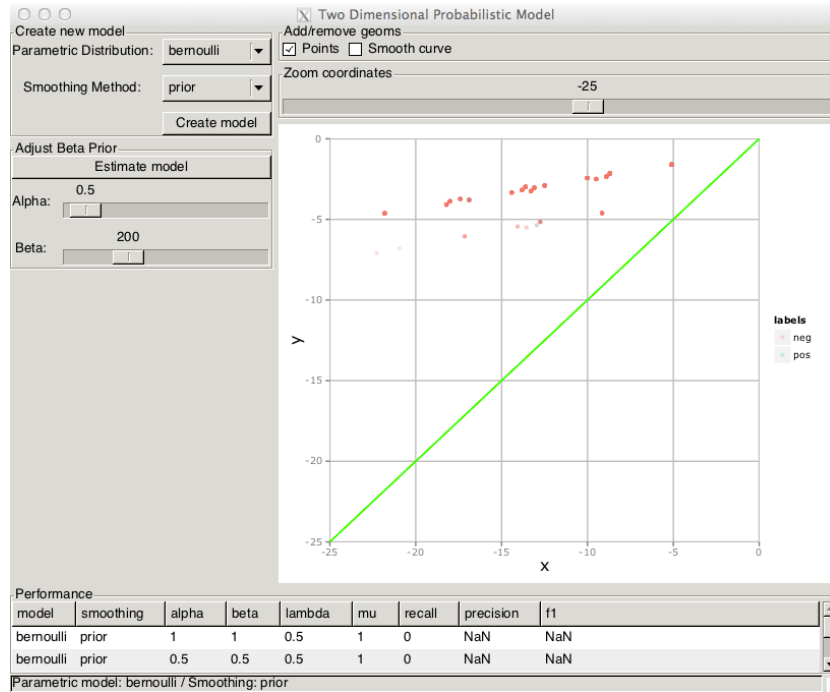 Two Dimensional Probabilistic Model
Create new model
Parametric Distribution: bernoulli
Smoothing Method: prior
Create model
Adjust Beta Prior
Estimate model
0.5
Alpha:
200
Beta:
Add/remove geoms
Points Smooth curve
Zoom coordinates
-25
0
-5
-10
-15
-20
-25
y
-25 -20 -15 -10 -5 0
x
labels
neg
pos
Performance
model smoothing alpha beta lambda mu recall precision f1
bernoulli prior 1 1 0.5 1 0 NaN NaN
bernoulli prior 0.5 0.5 0.5 1 0 NaN NaN
Parametric model: bernoulli / Smoothing: prior